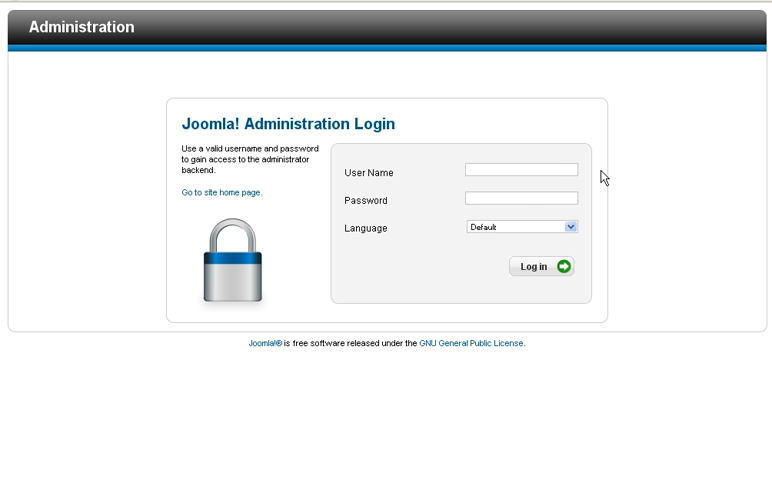 Administration
Joomla! Administration Login
Use a valid username and password
to gain access to the administrator
backend.
Go to site home page.
User Name
Password
Language
Default
Log in
Joomla!® is free software released under the GNU General Public License.